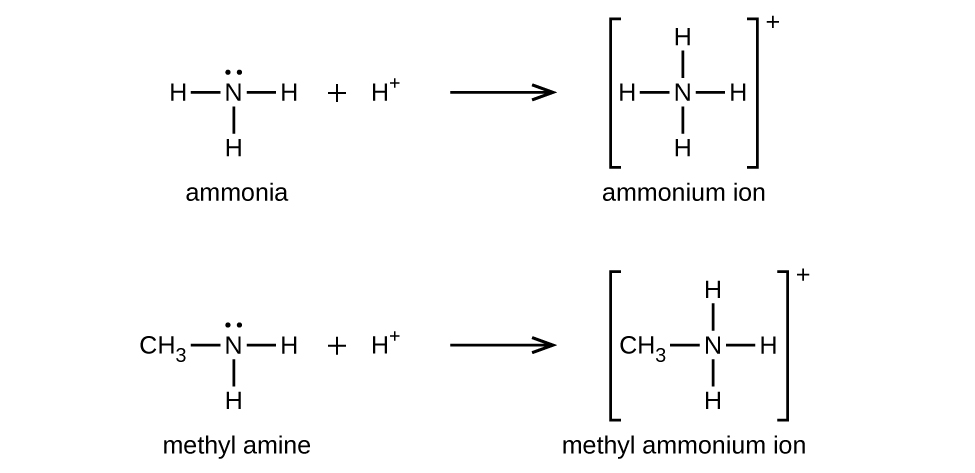 H
+
H N H + H+ H N H
H H
ammonia ammonium ion
H
+
CH3 N H + H+ CH3 N H
H H
methyl amine methyl ammonium ion